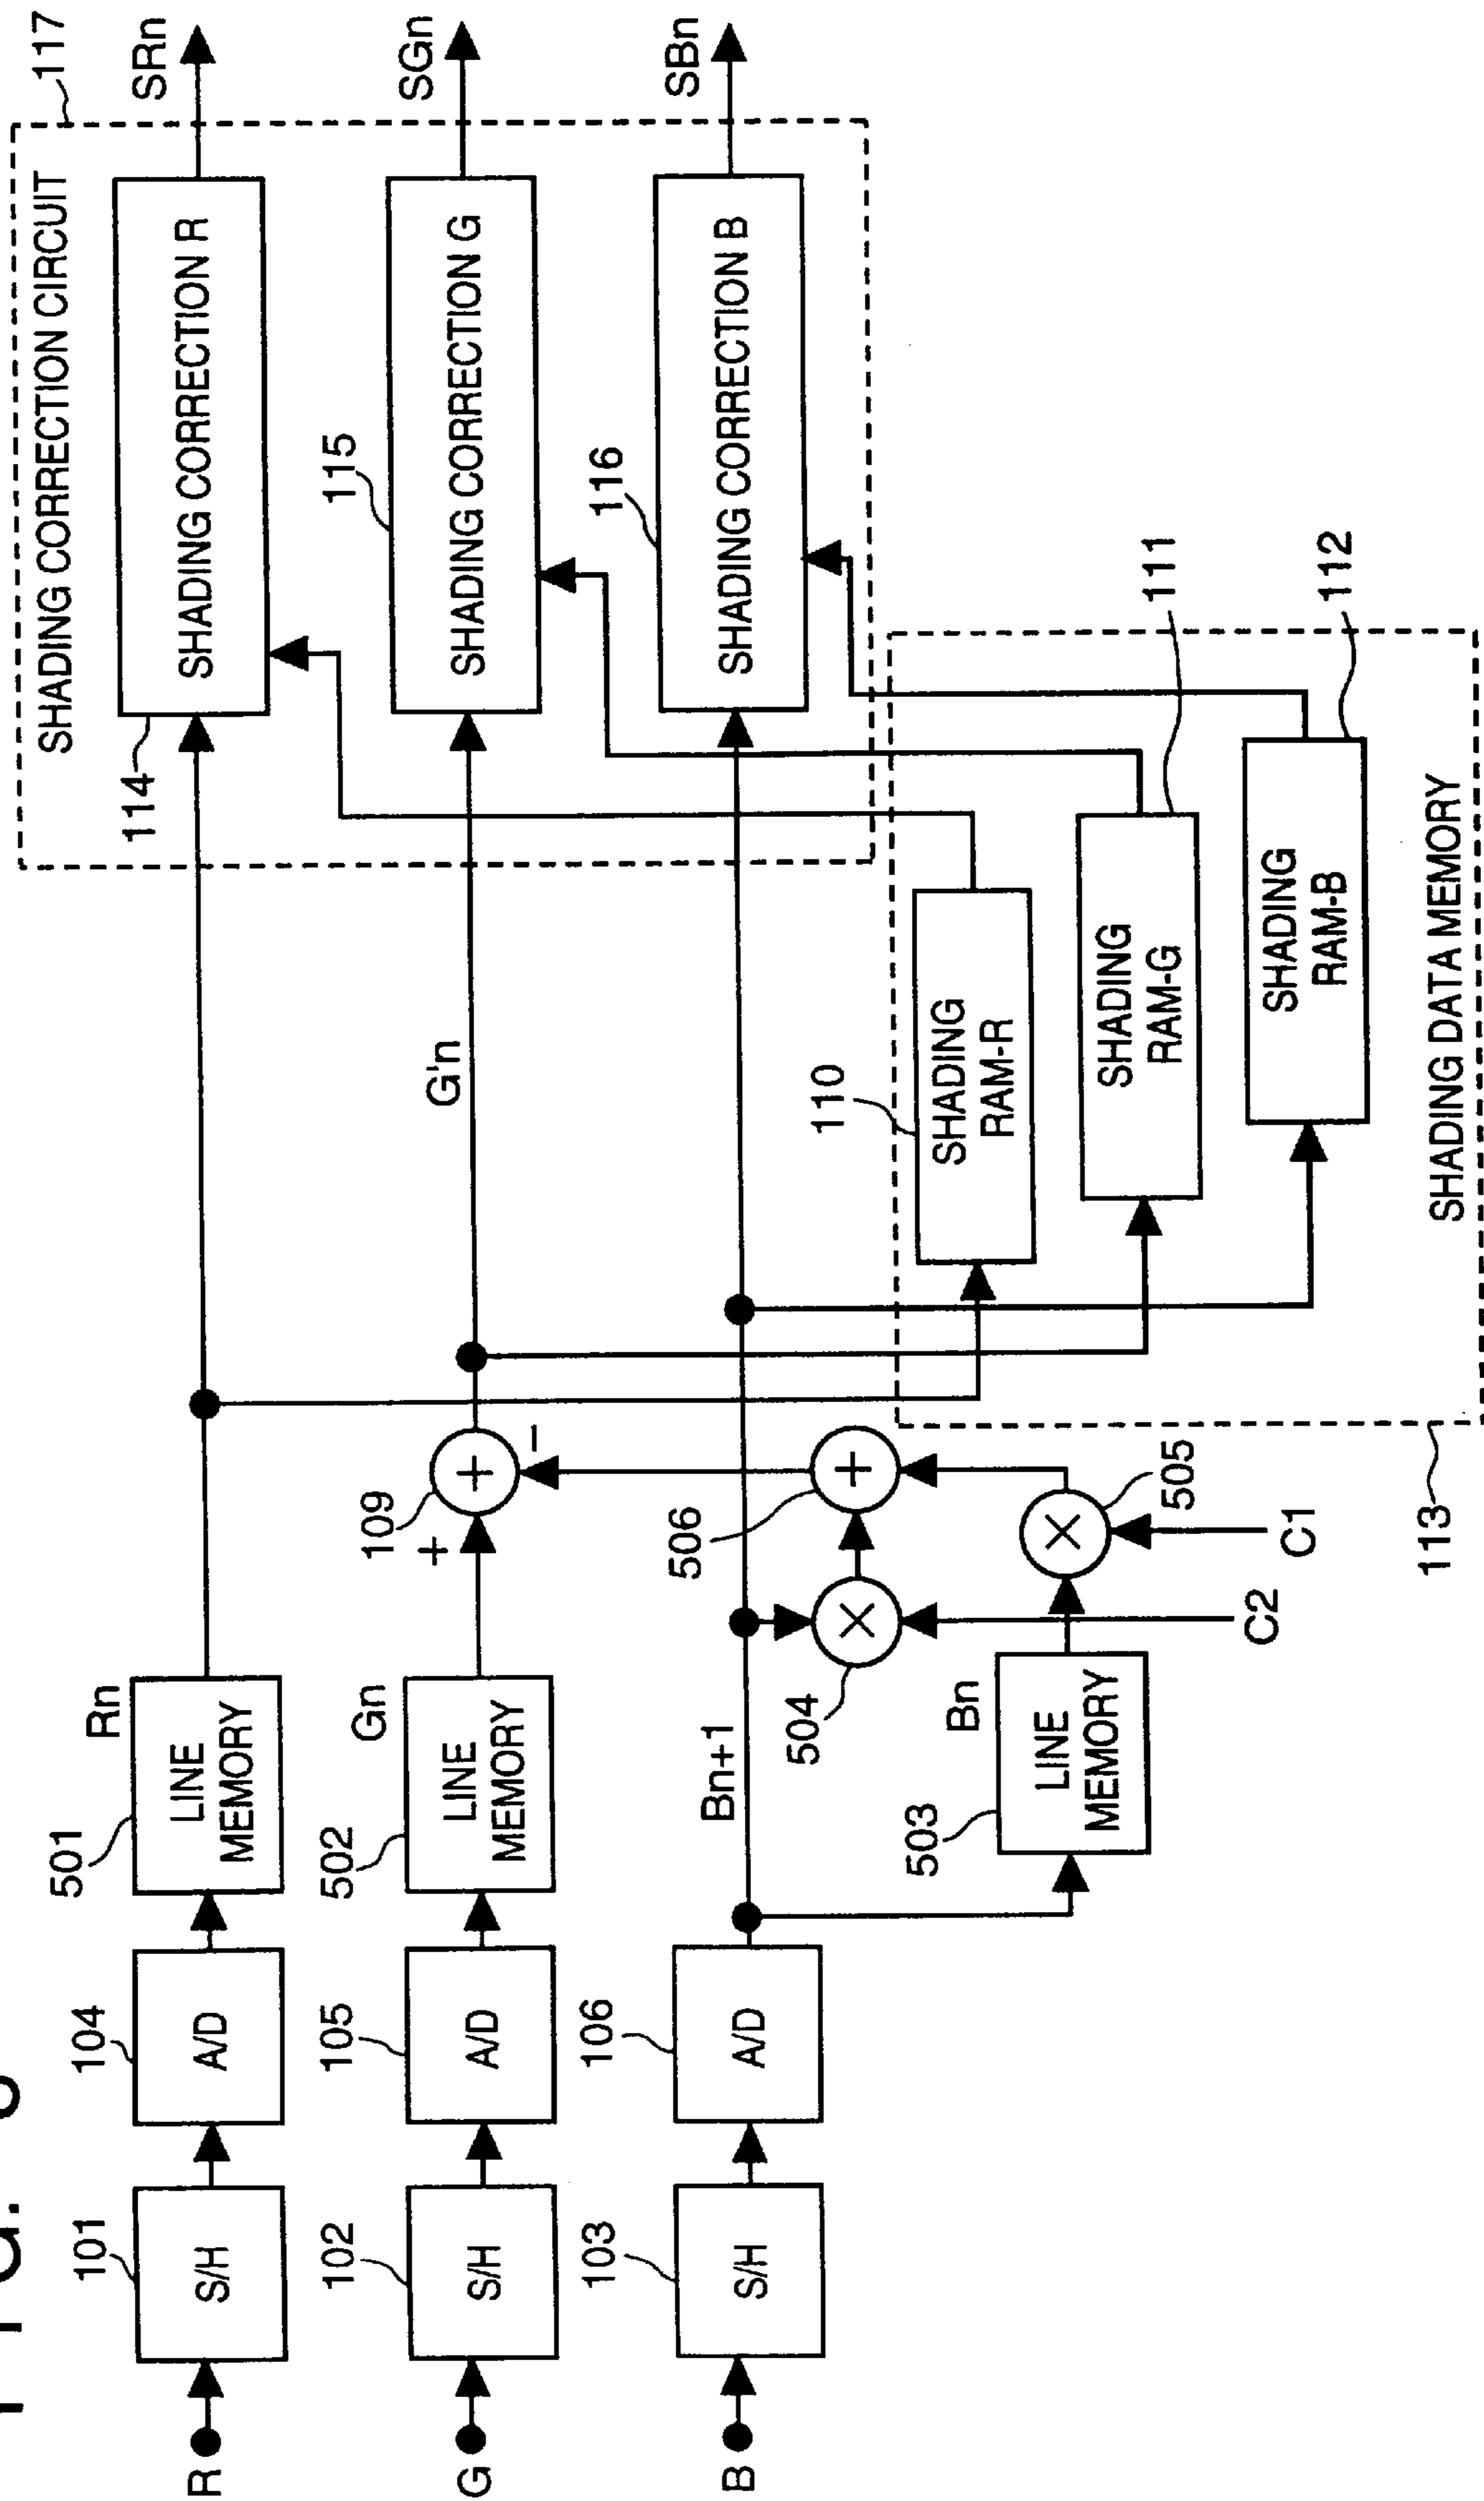 117
SHADING CORRECTION CIRCUIT
SRn
SGn
SBn
SHADING CORRECTION R
114
SHADING CORRECTION G
115
SHADING CORRECTION B
116
G'n
110
SHADING
RAM-R
111
SHADING
RAM-G
112
SHADING
RAM-B
SHADING DATA MEMORY
113
R
101
S/H
104
A/D
501
LINE
MEMORY
Rn
G
102
S/H
105
A/D
502
LINE
MEMORY
Gn
109
+
+
−
B
103
S/H
106
A/D
Bn+1
503
LINE
MEMORY
Bn
504
×
506
+
505
×
C2
C1